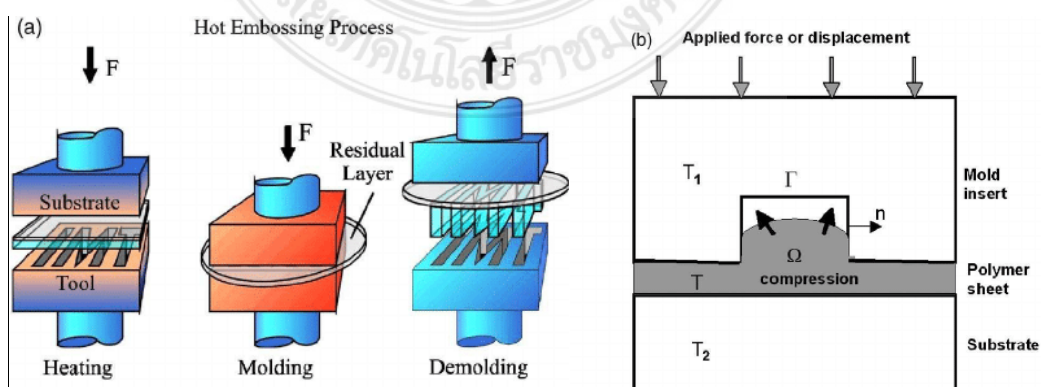 (a)
Hot Embossing Process
F
F
F
Residual
Layer
Substrate
Tool
Heating
Molding
Demolding
(b)
Applied force or displacement
T1
Γ
n
Mold
insert
Ω
compression
T
Polymer
sheet
T2
Substrate